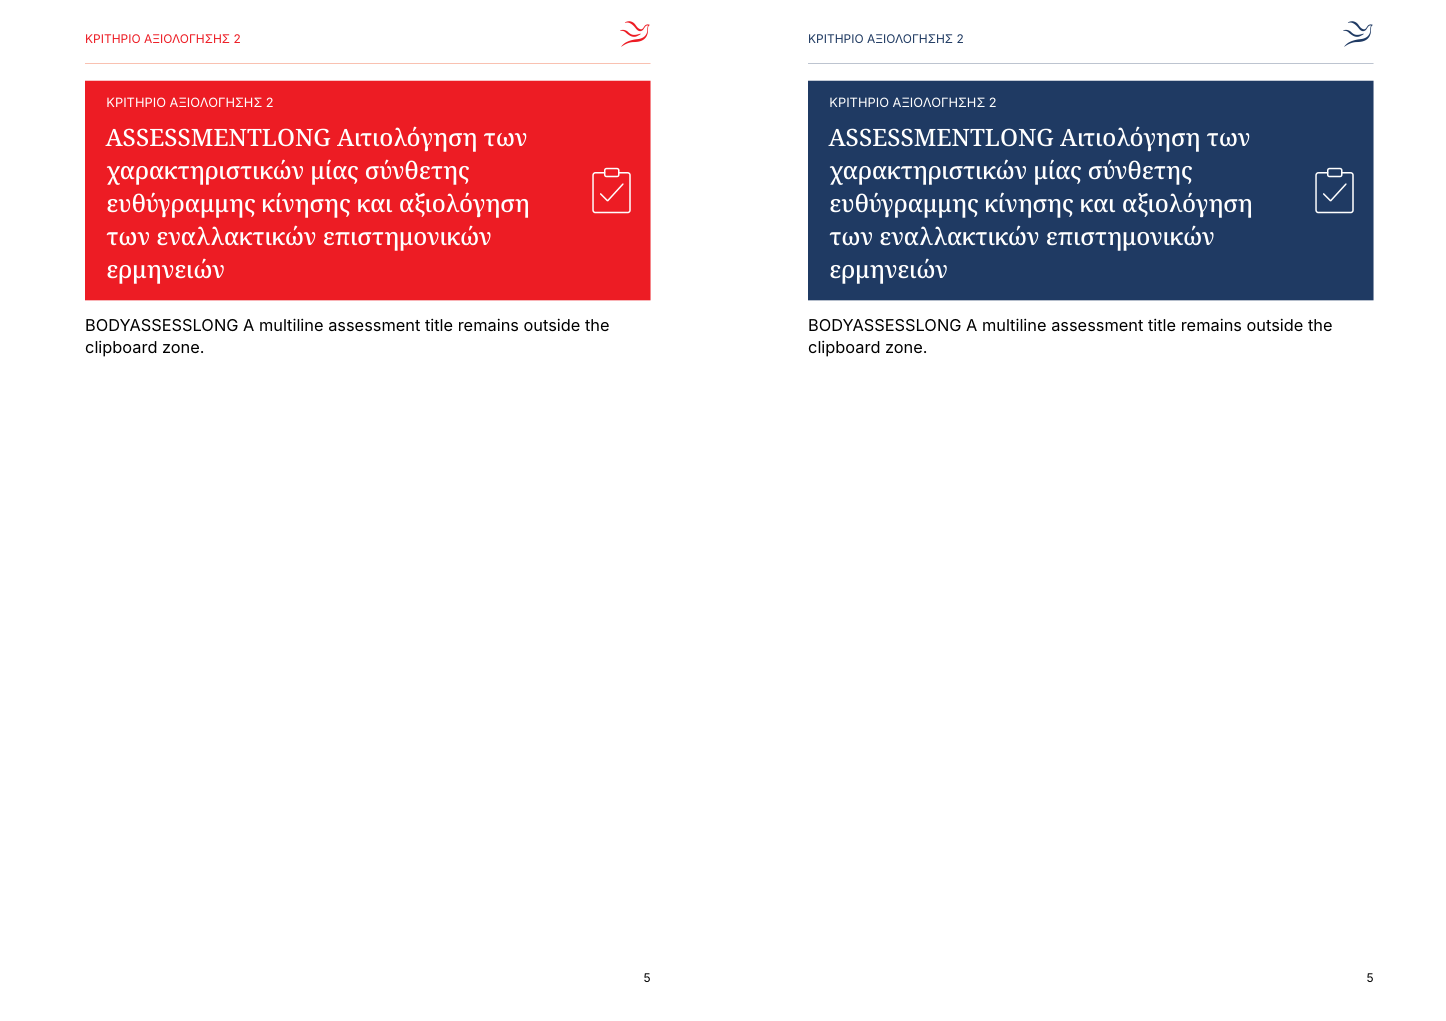 ΚΡΙΤΗΡΙΟ ΑΞΙΟΛΟΓΗΣΗΣ 2
ΚΡΙΤΗΡΙΟ ΑΞΙΟΛΟΓΗΣΗΣ 2
ASSESSMENTLONG Αιτιολόγηση των
χαρακτηριστικών μίας σύνθετης
ευθύγραμμης κίνησης και αξιολόγηση
των εναλλακτικών επιστημονικών
ερμηνειών
BODYASSESSLONG A multiline assessment title remains outside the
clipboard zone.
5
ΚΡΙΤΗΡΙΟ ΑΞΙΟΛΟΓΗΣΗΣ 2
ΚΡΙΤΗΡΙΟ ΑΞΙΟΛΟΓΗΣΗΣ 2
ASSESSMENTLONG Αιτιολόγηση των
χαρακτηριστικών μίας σύνθετης
ευθύγραμμης κίνησης και αξιολόγηση
των εναλλακτικών επιστημονικών
ερμηνειών
BODYASSESSLONG A multiline assessment title remains outside the
clipboard zone.
5